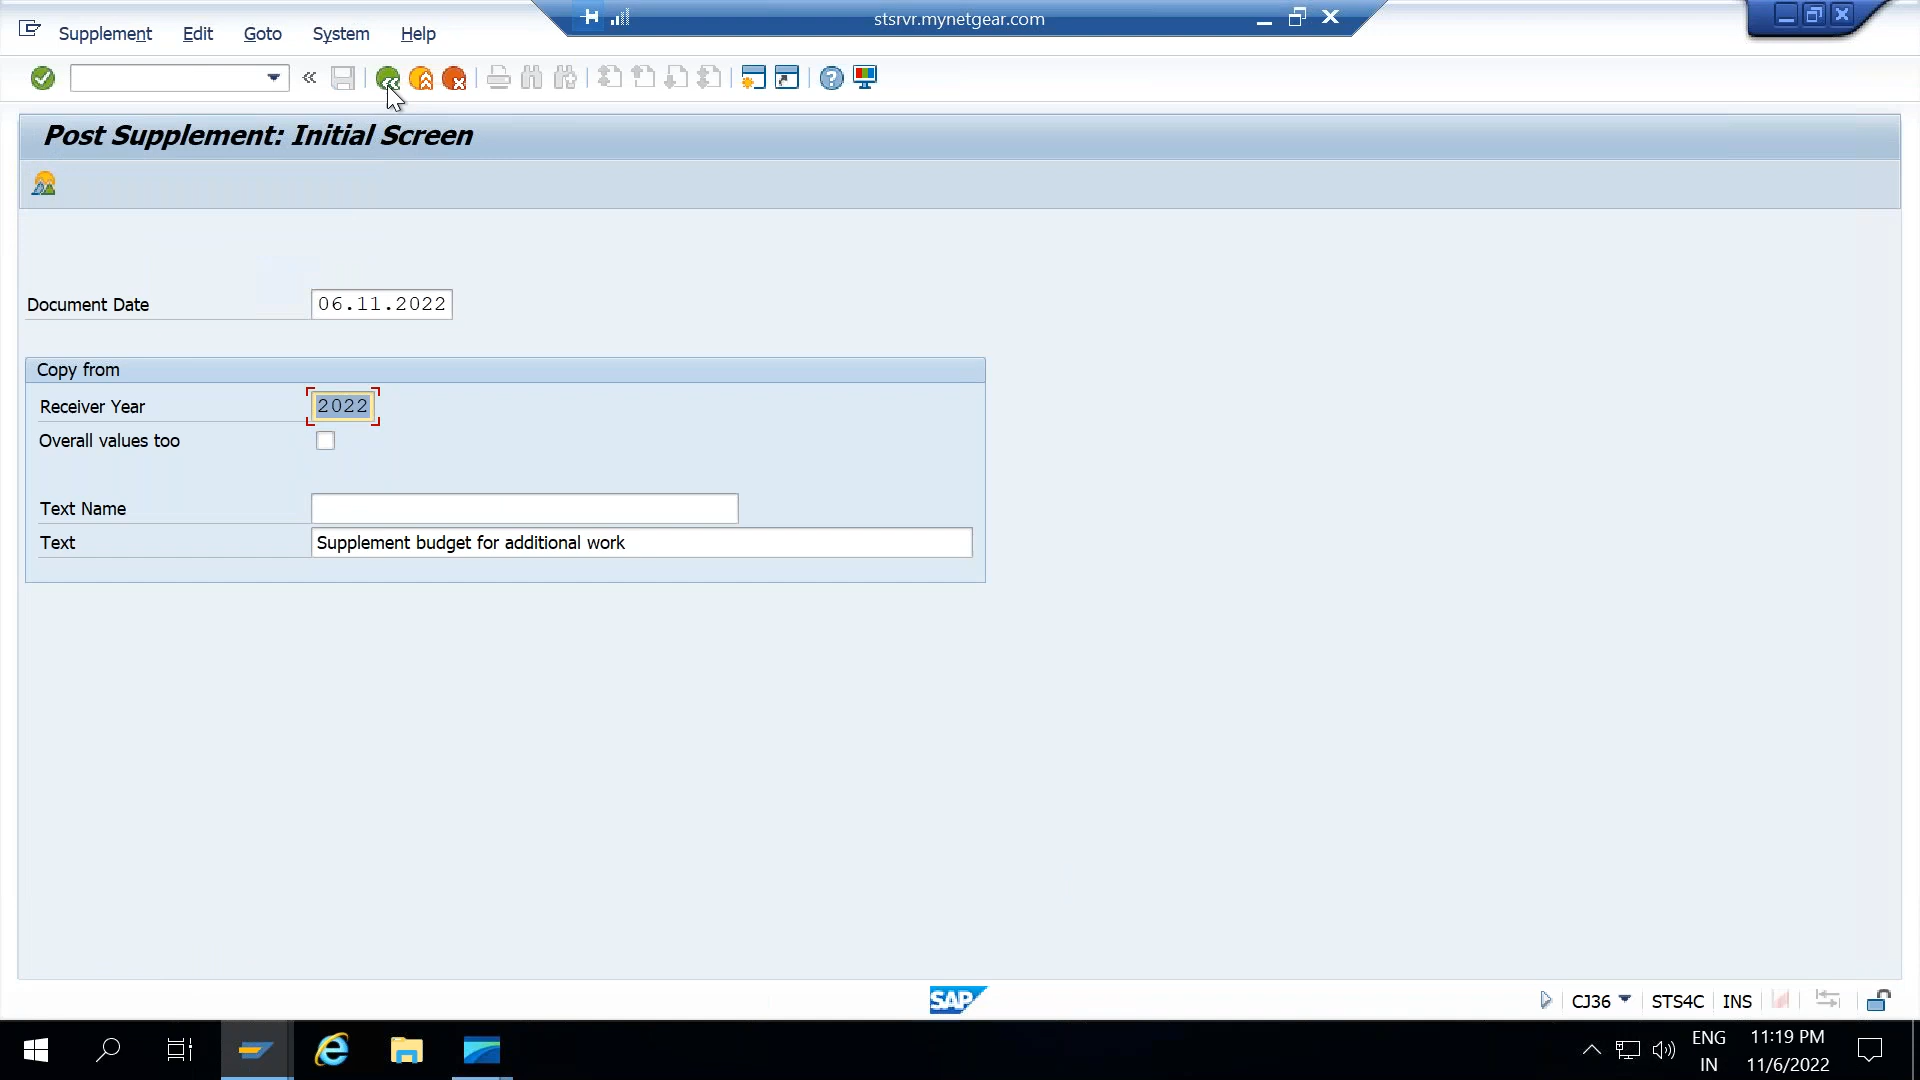 stsrvr.mynetgear.com
Supplement Edit Goto System Help
Post Supplement: Initial Screen
Document Date 06.11.2022
Copy from
Receiver Year 2022
Overall values too
Text Name
Text Supplement budget for additional work
SAP
CJ36 STS4C INS
ENG 11:19 PM
IN 11/6/2022